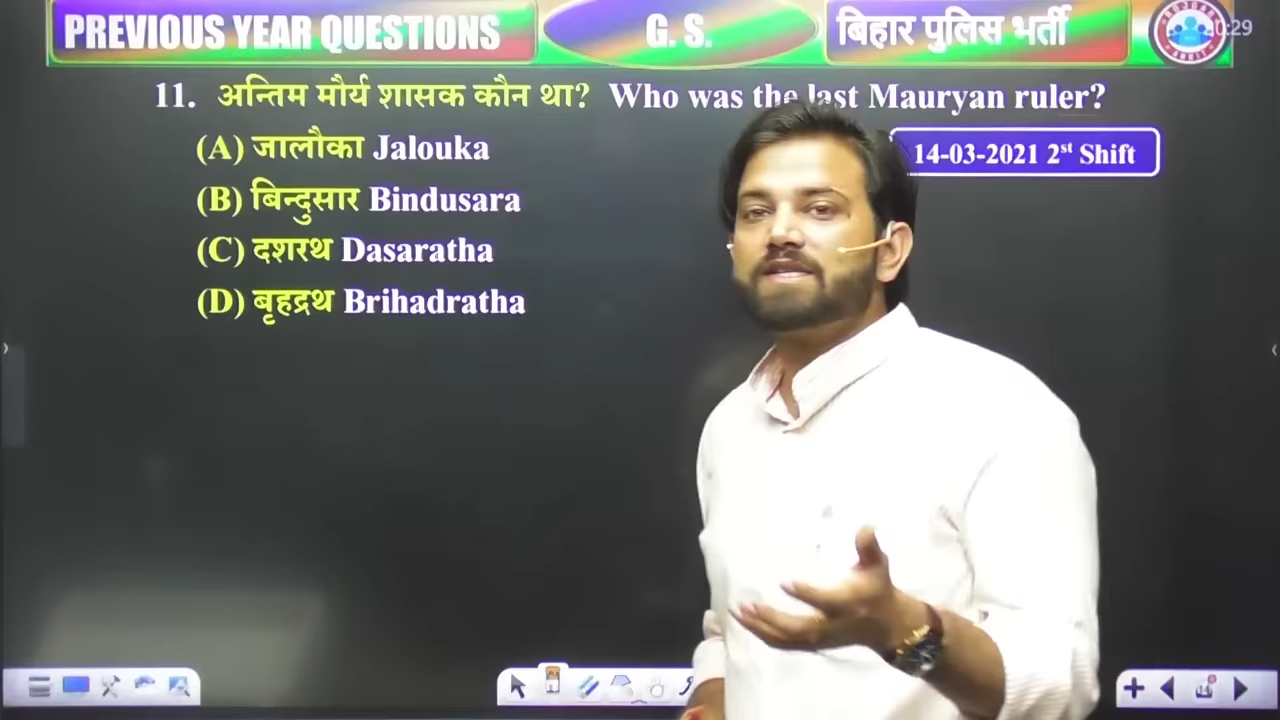 PREVIOUS YEAR QUESTIONS
G. S.
बिहार पुलिस भर्ती
11. अन्तिम मौर्य शासक कौन था? Who was the last Mauryan ruler?
14-03-2021 2st Shift
(A) जालौका Jalouka
(B) बिन्दुसार Bindusara
(C) दशरथ Dasaratha
(D) बृहद्रथ Brihadratha